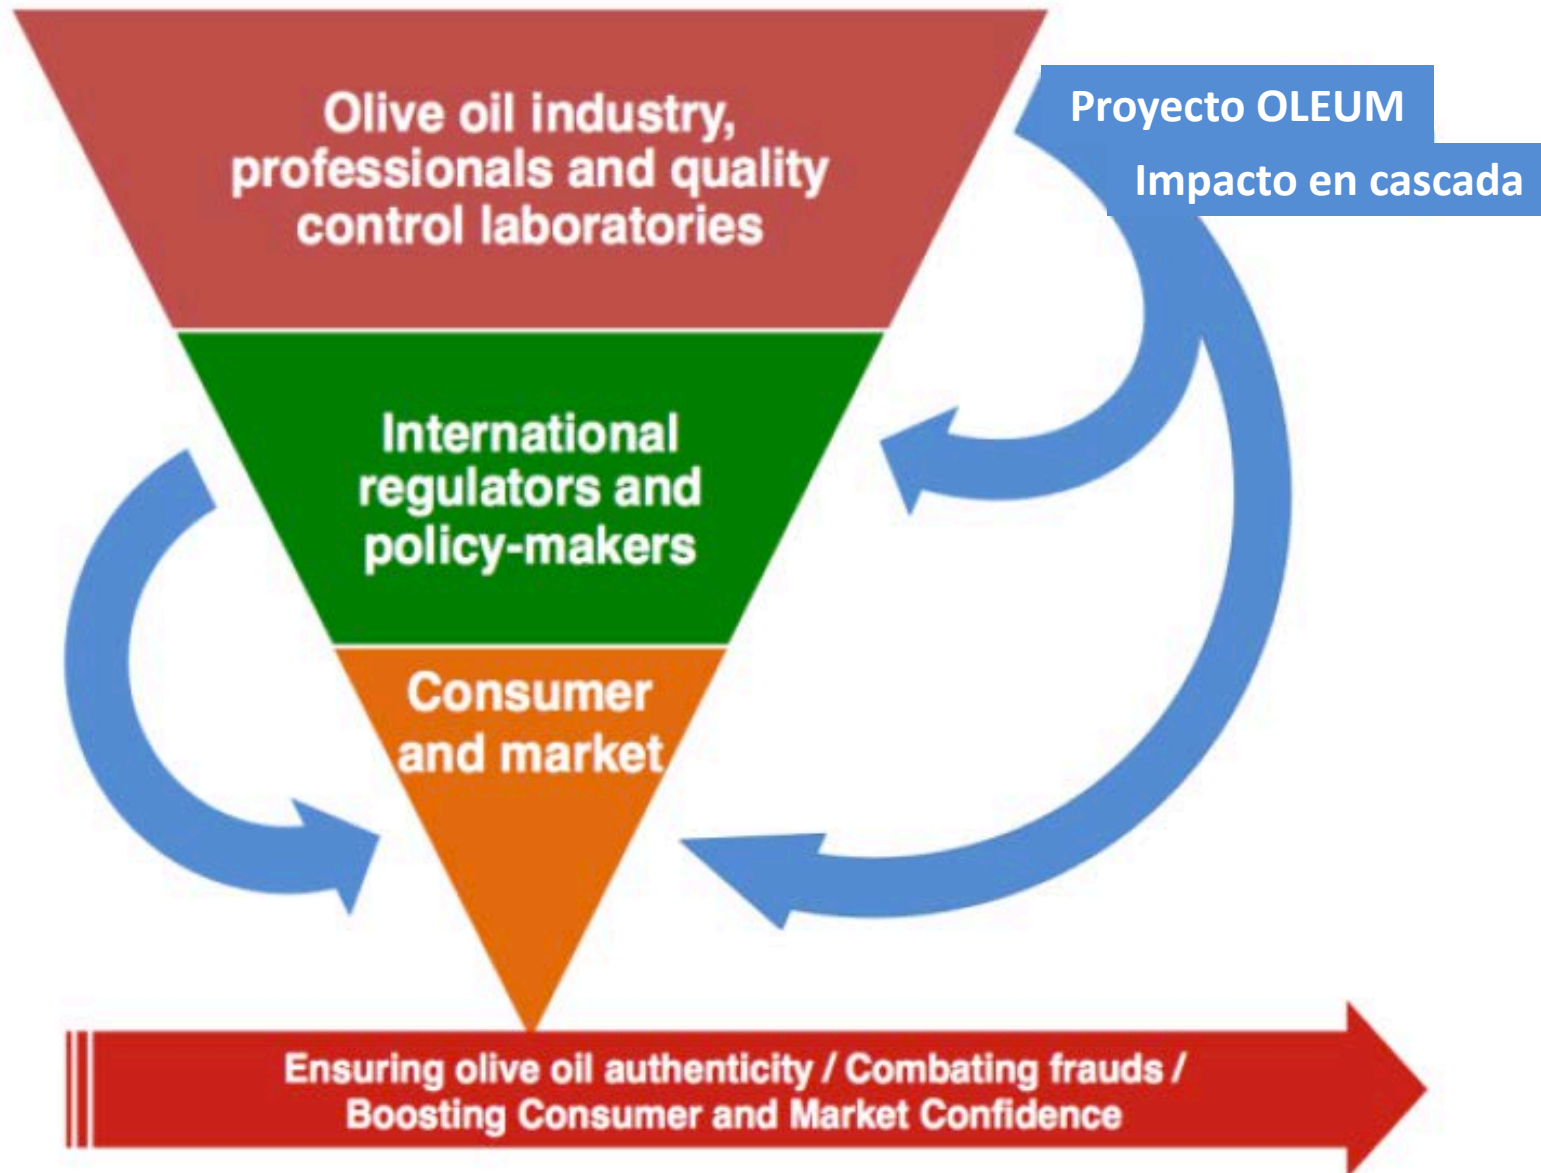 Olive oil industry,
professionals and quality
control laboratories
Proyecto OLEUM
Impacto en cascada
International
regulators and
policy-makers
Consumer
and market
Ensuring olive oil authenticity / Combating frauds /
Boosting Consumer and Market Confidence